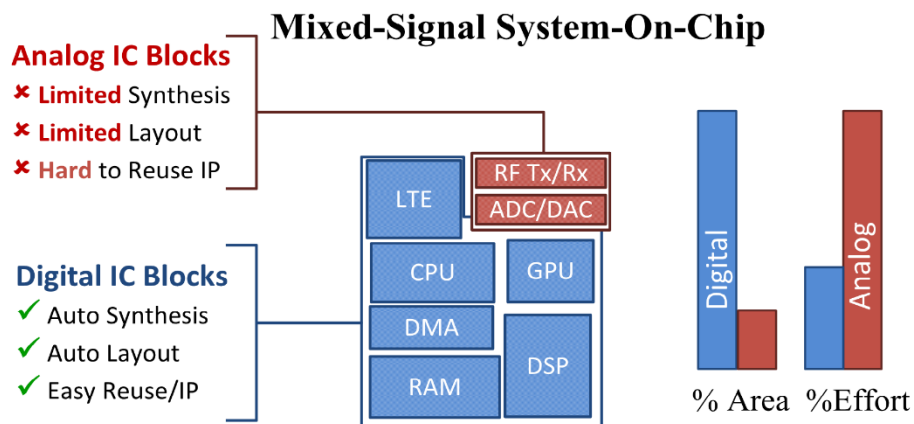 Mixed-Signal System-On-Chip
Analog IC Blocks
✘ Limited Synthesis
✘ Limited Layout
✘ Hard to Reuse IP
Digital IC Blocks
✓ Auto Synthesis
✓ Auto Layout
✓ Easy Reuse/IP
RF Tx/Rx
ADC/DAC
LTE
CPU
GPU
DMA
DSP
RAM
Digital
Analog
% Area
%Effort